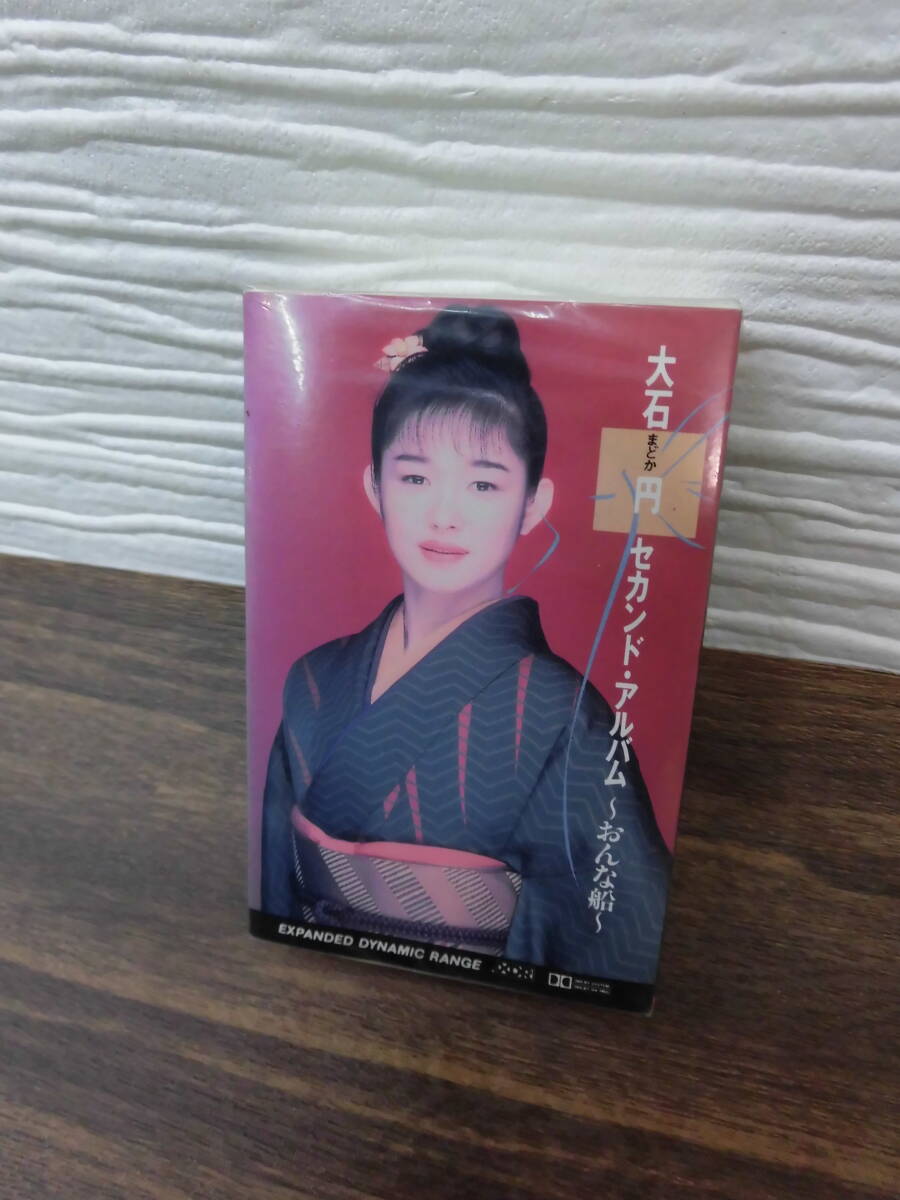 大石
まどか
円
セカンド・アルバム
～おんな船～
EXPANDED DYNAMIC RANGE